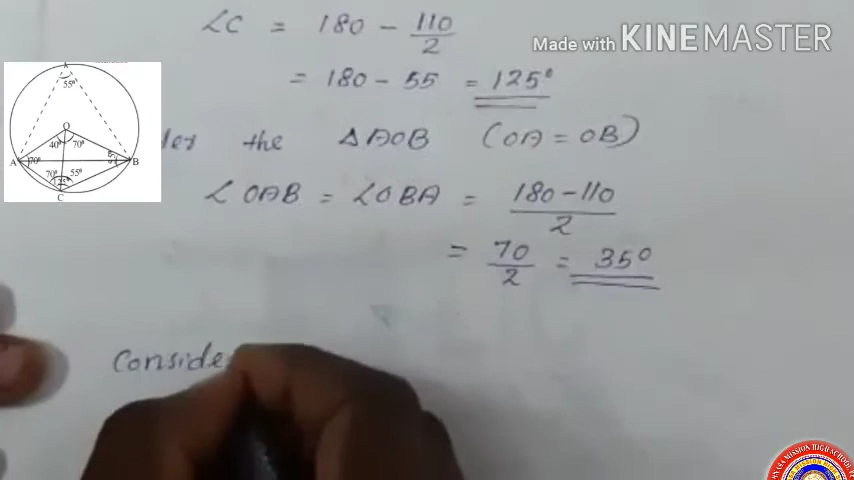 ∠C = 180 - 110/2
Made with KINEMASTER
= 180 - 55 = 125°
the ΔAOB (OA = OB)
∠OAB = ∠OBA = 180-110/2
= 70/2 = 35°
Conside
55°
O
40° 70°
A 70° B
70° 55°
125°
C